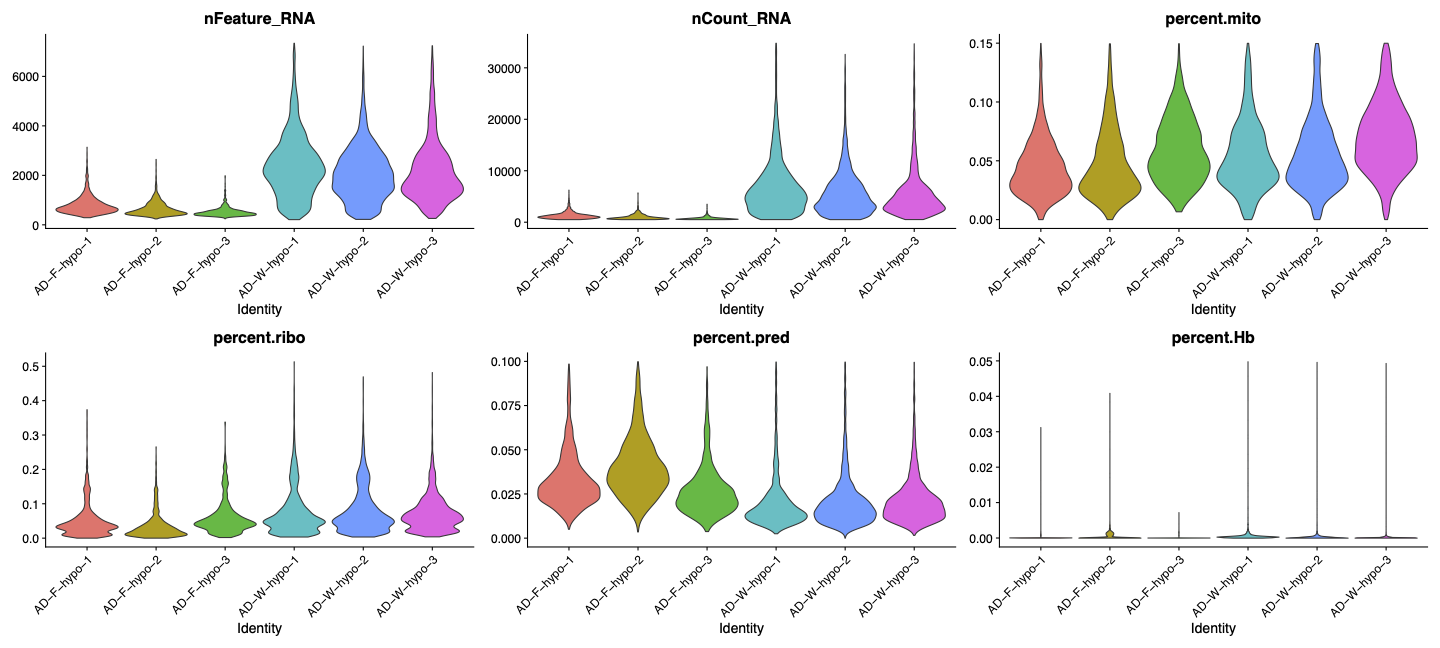 nFeature_RNA
6000
4000
2000
0
AD−F−hypo−1
AD−F−hypo−2
AD−F−hypo−3
AD−W−hypo−1
AD−W−hypo−2
AD−W−hypo−3
Identity
nCount_RNA
30000
20000
10000
0
AD−F−hypo−1
AD−F−hypo−2
AD−F−hypo−3
AD−W−hypo−1
AD−W−hypo−2
AD−W−hypo−3
Identity
percent.mito
0.15
0.10
0.05
0.00
AD−F−hypo−1
AD−F−hypo−2
AD−F−hypo−3
AD−W−hypo−1
AD−W−hypo−2
AD−W−hypo−3
Identity
percent.ribo
0.5
0.4
0.3
0.2
0.1
0.0
AD−F−hypo−1
AD−F−hypo−2
AD−F−hypo−3
AD−W−hypo−1
AD−W−hypo−2
AD−W−hypo−3
Identity
percent.pred
0.100
0.075
0.050
0.025
0.000
AD−F−hypo−1
AD−F−hypo−2
AD−F−hypo−3
AD−W−hypo−1
AD−W−hypo−2
AD−W−hypo−3
Identity
percent.Hb
0.05
0.04
0.03
0.02
0.01
0.00
AD−F−hypo−1
AD−F−hypo−2
AD−F−hypo−3
AD−W−hypo−1
AD−W−hypo−2
AD−W−hypo−3
Identity